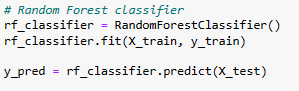 # Random Forest classifier
rf_classifier = RandomForestClassifier()
rf_classifier.fit(X_train, y_train)
y_pred = rf_classifier.predict(X_test)